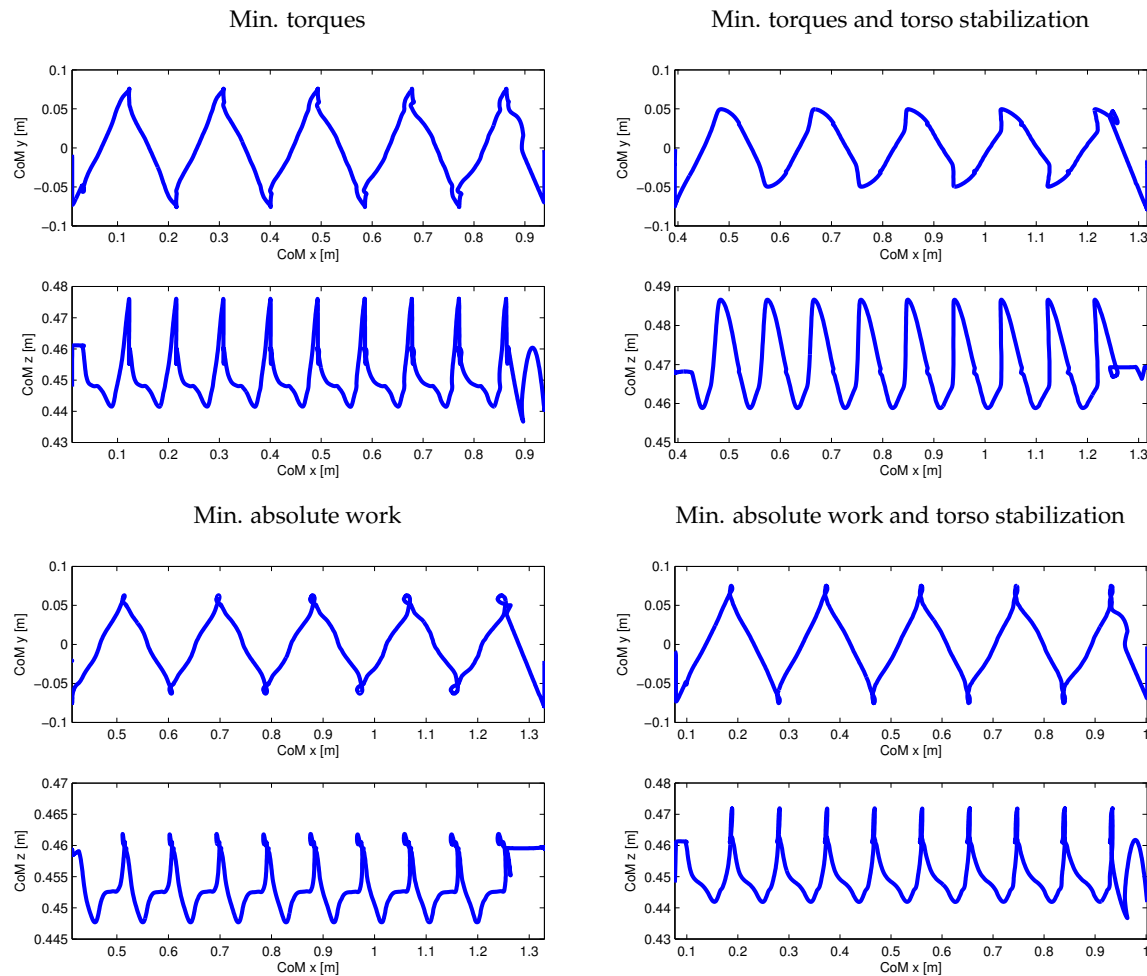 Min. torques
Min. torques and torso stabilization
0.1
0.05
0
−0.05
−0.1
CoM y [m]
0.1 0.2 0.3 0.4 0.5 0.6 0.7 0.8 0.9
CoM x [m]
0.1
0.05
0
−0.05
−0.1
CoM y [m]
0.4 0.5 0.6 0.7 0.8 0.9 1 1.1 1.2 1.3
CoM x [m]
0.48
0.47
0.46
0.45
0.44
0.43
CoM z [m]
0.1 0.2 0.3 0.4 0.5 0.6 0.7 0.8 0.9
CoM x [m]
0.49
0.48
0.47
0.46
0.45
CoM z [m]
0.4 0.5 0.6 0.7 0.8 0.9 1 1.1 1.2 1.3
CoM x [m]
Min. absolute work
Min. absolute work and torso stabilization
0.1
0.05
0
−0.05
−0.1
CoM y [m]
0.5 0.6 0.7 0.8 0.9 1 1.1 1.2 1.3
CoM x [m]
0.1
0.05
0
−0.05
−0.1
CoM y [m]
0.1 0.2 0.3 0.4 0.5 0.6 0.7 0.8 0.9 1
CoM x [m]
0.47
0.465
0.46
0.455
0.45
0.445
CoM z [m]
0.5 0.6 0.7 0.8 0.9 1 1.1 1.2 1.3
CoM x [m]
0.48
0.47
0.46
0.45
0.44
0.43
CoM z [m]
0.1 0.2 0.3 0.4 0.5 0.6 0.7 0.8 0.9 1
CoM x [m]